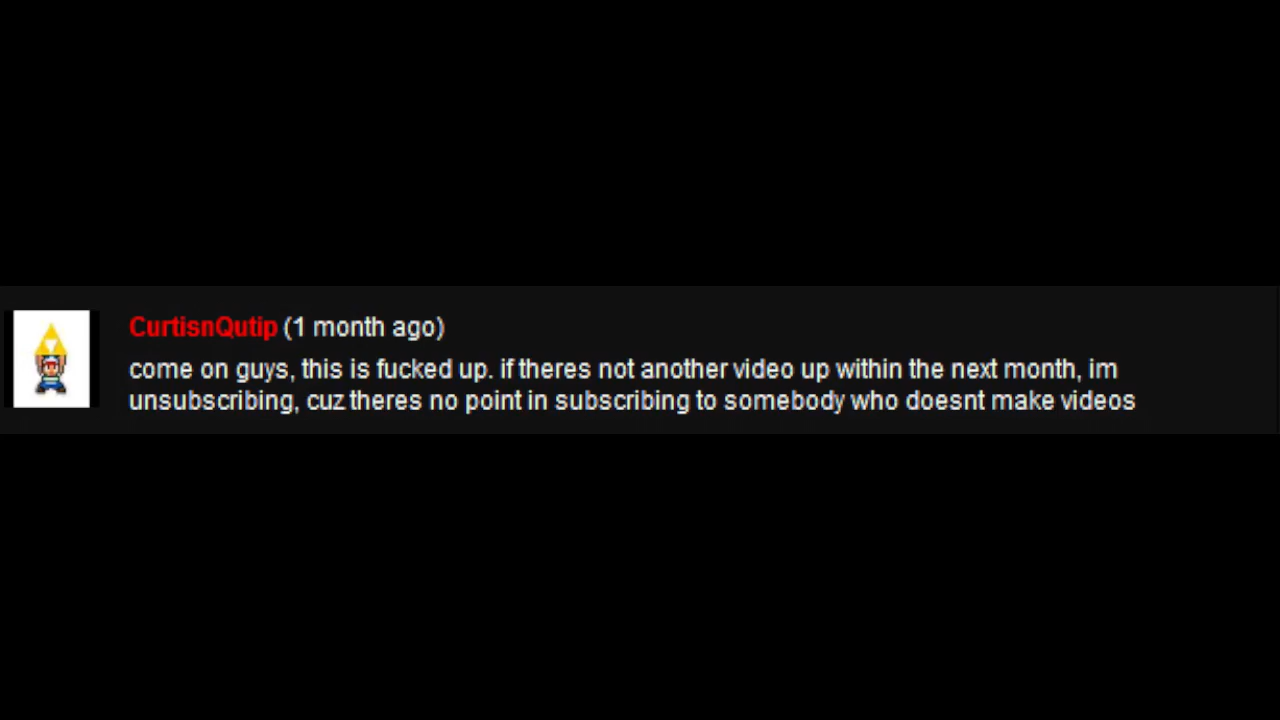 CurtisnQutip (1 month ago)
come on guys, this is fucked up. if theres not another video up within the next month, im
unsubscribing, cuz theres no point in subscribing to somebody who doesnt make videos